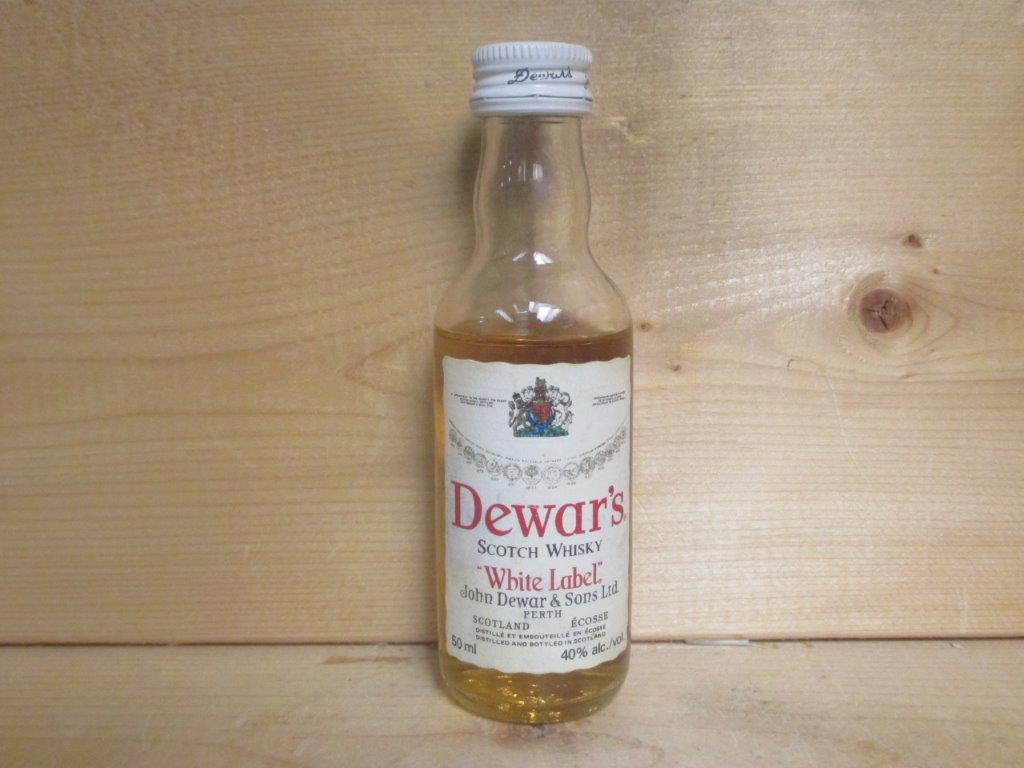 Dewar's
Dewar's.
SCOTCH WHISKY
"White Label"
John Dewar & Sons Ltd.
PERTH
SCOTLAND ÉCOSSE
DISTILLÉ ET EMBOUTEILLÉ EN ÉCOSSE
DISTILLED AND BOTTLED IN SCOTLAND
50 ml 40% alc./vol.